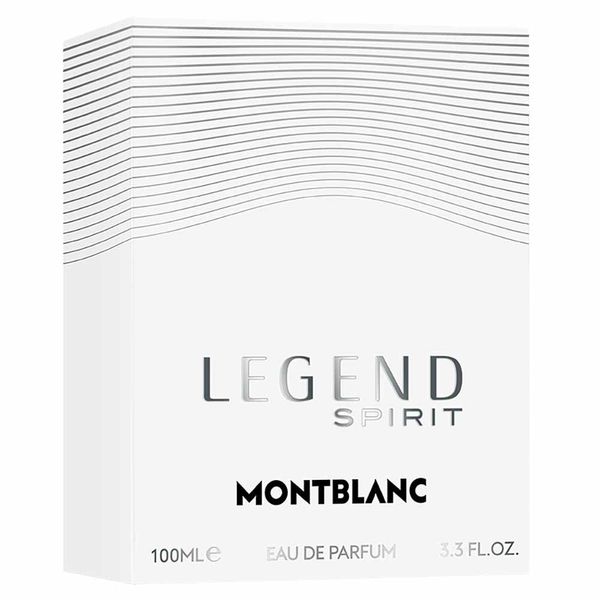 LEGEND
SPIRIT
MONTBLANC
100ML℮ EAU DE PARFUM 3.3 FL.OZ.